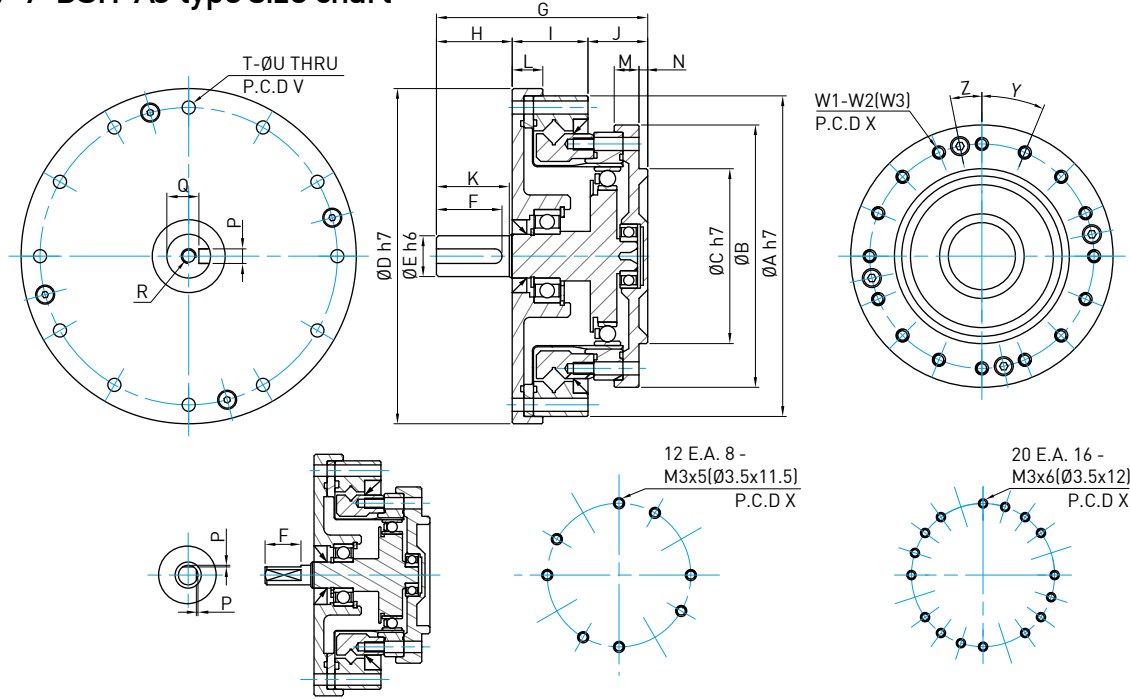 G
H I J
L M N
T-ØU THRU
P.C.D V
Q
P
R
K
F
ØD h7
ØE h6
ØC h7
ØB
ØA h7
Z Y
W1-W2(W3)
P.C.D X
P
P
F
12 E.A. 8 -
M3x5(Ø3.5x11.5)
P.C.D X
20 E.A. 16 -
M3x6(Ø3.5x12)
P.C.D X